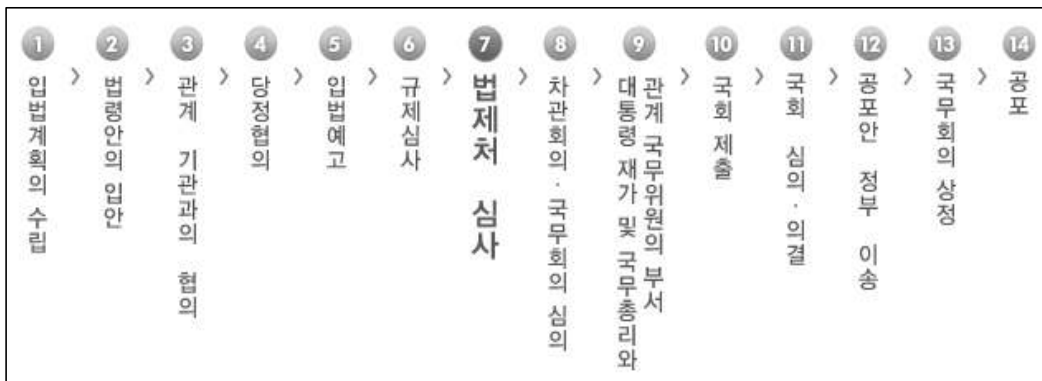 1 입법계획의 수립
>
2 법령안의 입안
>
3 관계 기관과의 협의
>
4 당정협의
>
5 입법예고
>
6 규제심사
>
7 법제처 심사
>
8 차관회의·국무회의 심의
>
9 대통령 재가 및 국무총리와
관계 국무위원의 부서
>
10 국회 제출
>
11 국회 심의·의결
>
12 공포안 정부 이송
>
13 국무회의 상정
>
14 공포